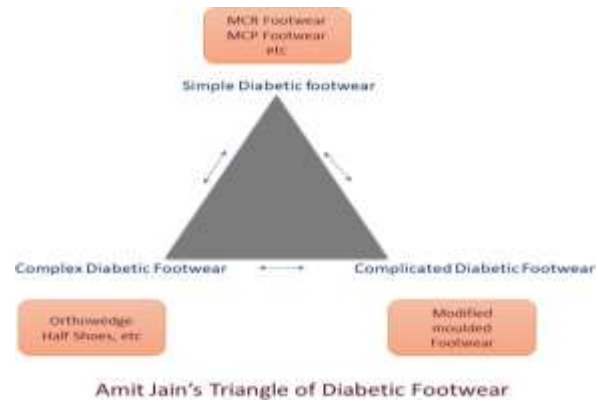 MCR Footwear
MCP Footwear
etc
Simple Diabetic footwear
Complex Diabetic Footwear
Complicated Diabetic Footwear
Orthowedge
Half Shoes, etc
Modified
moulded
Footwear
Amit Jain's Triangle of Diabetic Footwear